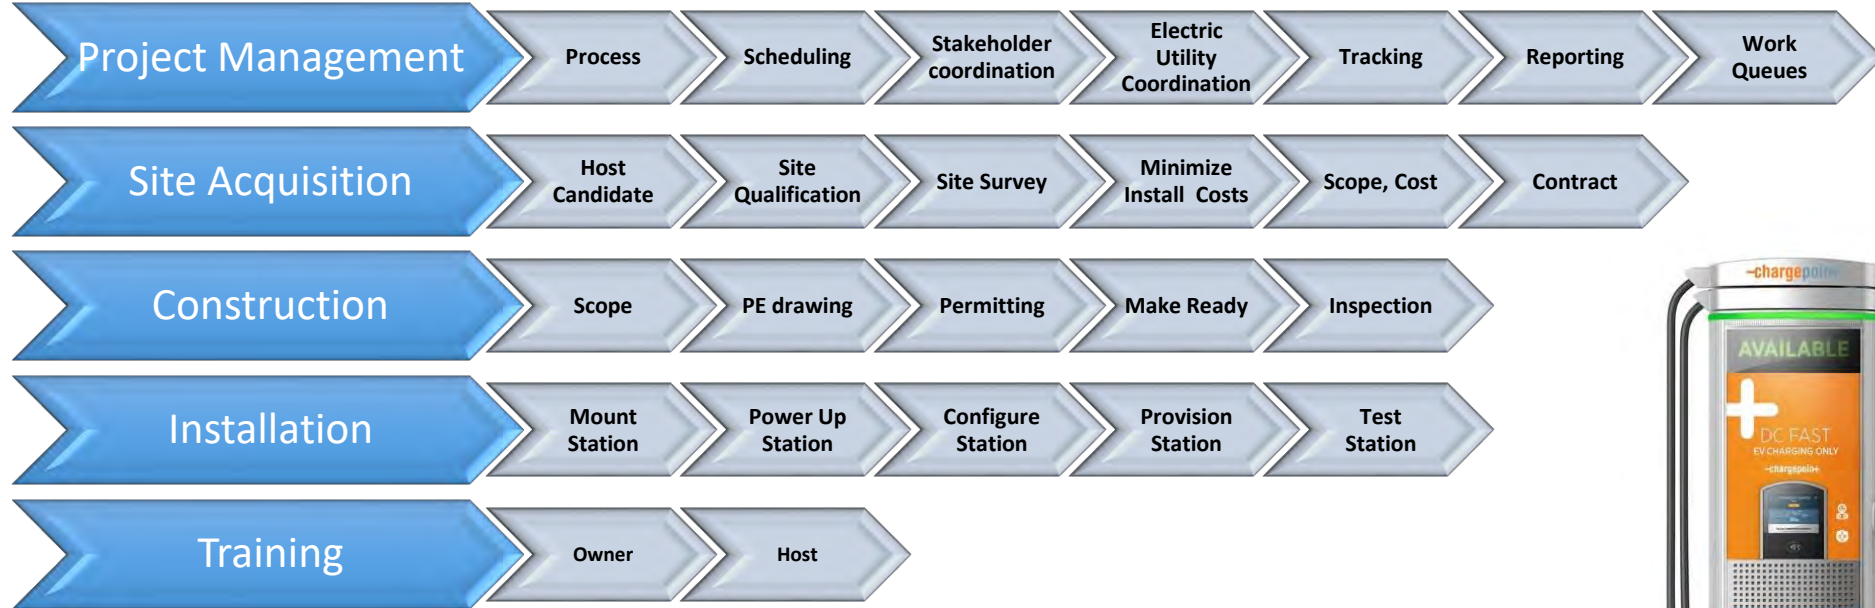 Project Management
Process
Scheduling
Stakeholder
coordination
Electric
Utility
Coordination
Tracking
Reporting
Work
Queues
Site Acquisition
Host
Candidate
Site
Qualification
Site Survey
Minimize
Install Costs
Scope, Cost
Contract
Construction
Scope
PE drawing
Permitting
Make Ready
Inspection
Installation
Mount
Station
Power Up
Station
Configure
Station
Provision
Station
Test
Station
Training
Owner
Host
-chargepoin+
AVAILABLE
DC FAST
EV CHARGING ONLY
-chargepoin+